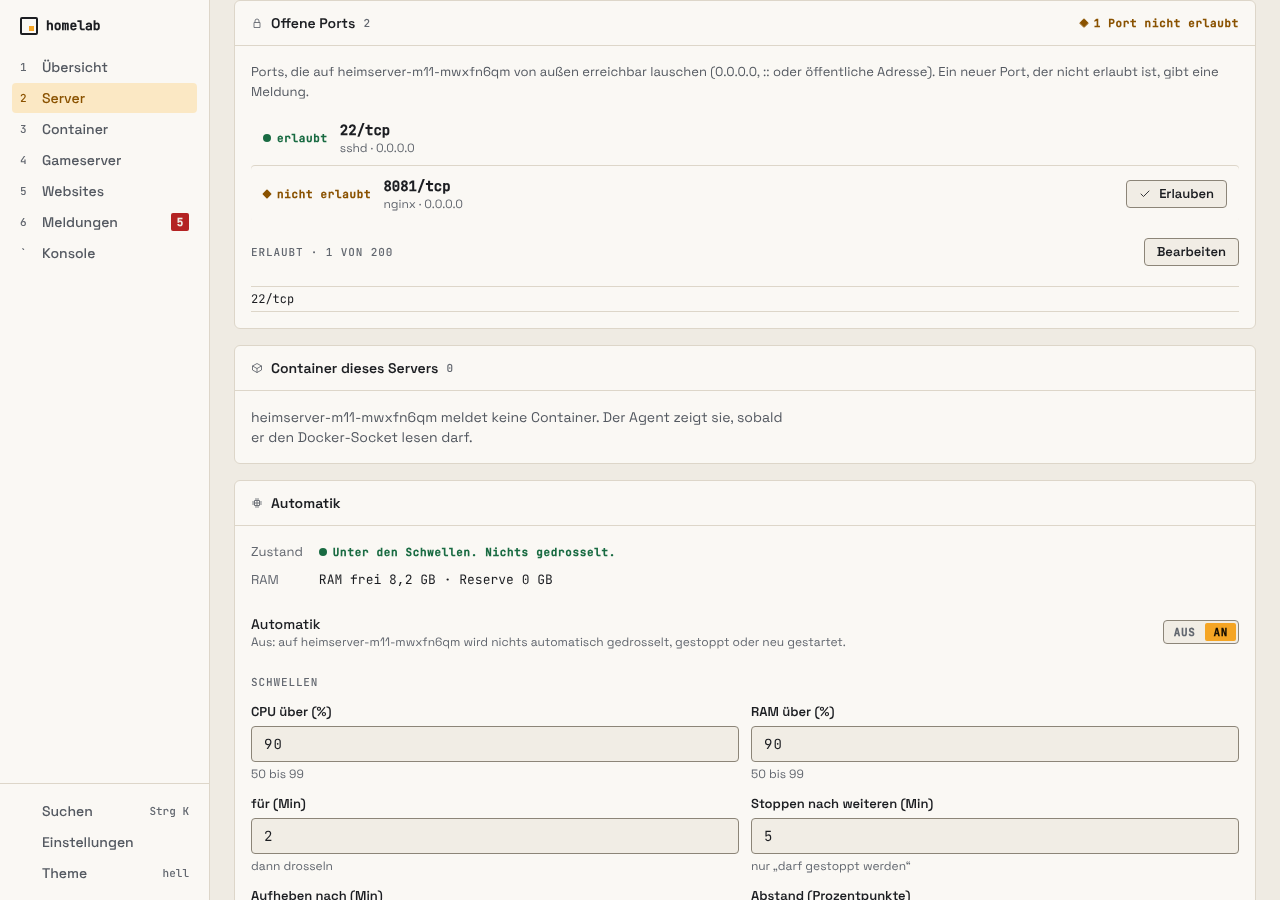 homelab
1 Übersicht
2 Server
3 Container
4 Gameserver
5 Websites
6 Meldungen 5
` Konsole
Suchen Strg K
Einstellungen
Theme hell
Offene Ports 2
1 Port nicht erlaubt
Ports, die auf heimserver-m11-mwxfn6qm von außen erreichbar lauschen (0.0.0.0, :: oder öffentliche Adresse). Ein neuer Port, der nicht erlaubt ist, gibt eine
Meldung.
erlaubt 22/tcp
sshd · 0.0.0.0
nicht erlaubt 8081/tcp
nginx · 0.0.0.0
Erlauben
ERLAUBT · 1 VON 200
Bearbeiten
22/tcp
Container dieses Servers 0
heimserver-m11-mwxfn6qm meldet keine Container. Der Agent zeigt sie, sobald
er den Docker-Socket lesen darf.
Automatik
Zustand Unter den Schwellen. Nichts gedrosselt.
RAM RAM frei 8,2 GB · Reserve 0 GB
Automatik
Aus: auf heimserver-m11-mwxfn6qm wird nichts automatisch gedrosselt, gestoppt oder neu gestartet.
AUS AN
SCHWELLEN
CPU über (%)
90
50 bis 99
RAM über (%)
90
50 bis 99
für (Min)
2
dann drosseln
Stoppen nach weiteren (Min)
5
nur „darf gestoppt werden“
Aufheben nach (Min)
Abstand (Prozentpunkte)